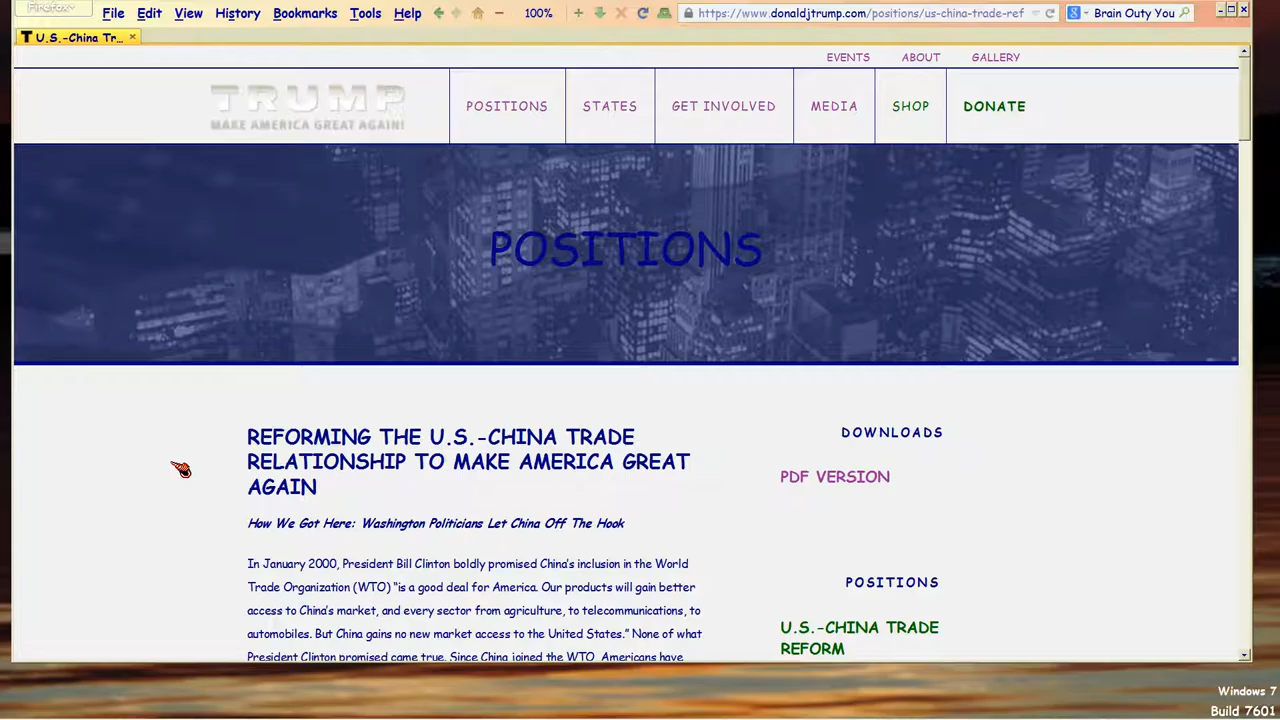 Firefox
File Edit View History Bookmarks Tools Help 100% https://www.donaldjtrump.com/positions/us-china-trade-ref Brain Outy You
U.S.-China Tr...
EVENTS ABOUT GALLERY
TRUMP
MAKE AMERICA GREAT AGAIN!
POSITIONS STATES GET INVOLVED MEDIA SHOP DONATE
POSITIONS
REFORMING THE U.S.-CHINA TRADE
RELATIONSHIP TO MAKE AMERICA GREAT
AGAIN
How We Got Here: Washington Politicians Let China Off The Hook
In January 2000, President Bill Clinton boldly promised China's inclusion in the World
Trade Organization (WTO) "is a good deal for America. Our products will gain better
access to China's market, and every sector from agriculture, to telecommunications, to
automobiles. But China gains no new market access to the United States." None of what
President Clinton promised came true. Since China joined the WTO, Americans have
DOWNLOADS
PDF VERSION
POSITIONS
U.S.-CHINA TRADE
REFORM
Windows 7
Build 7601